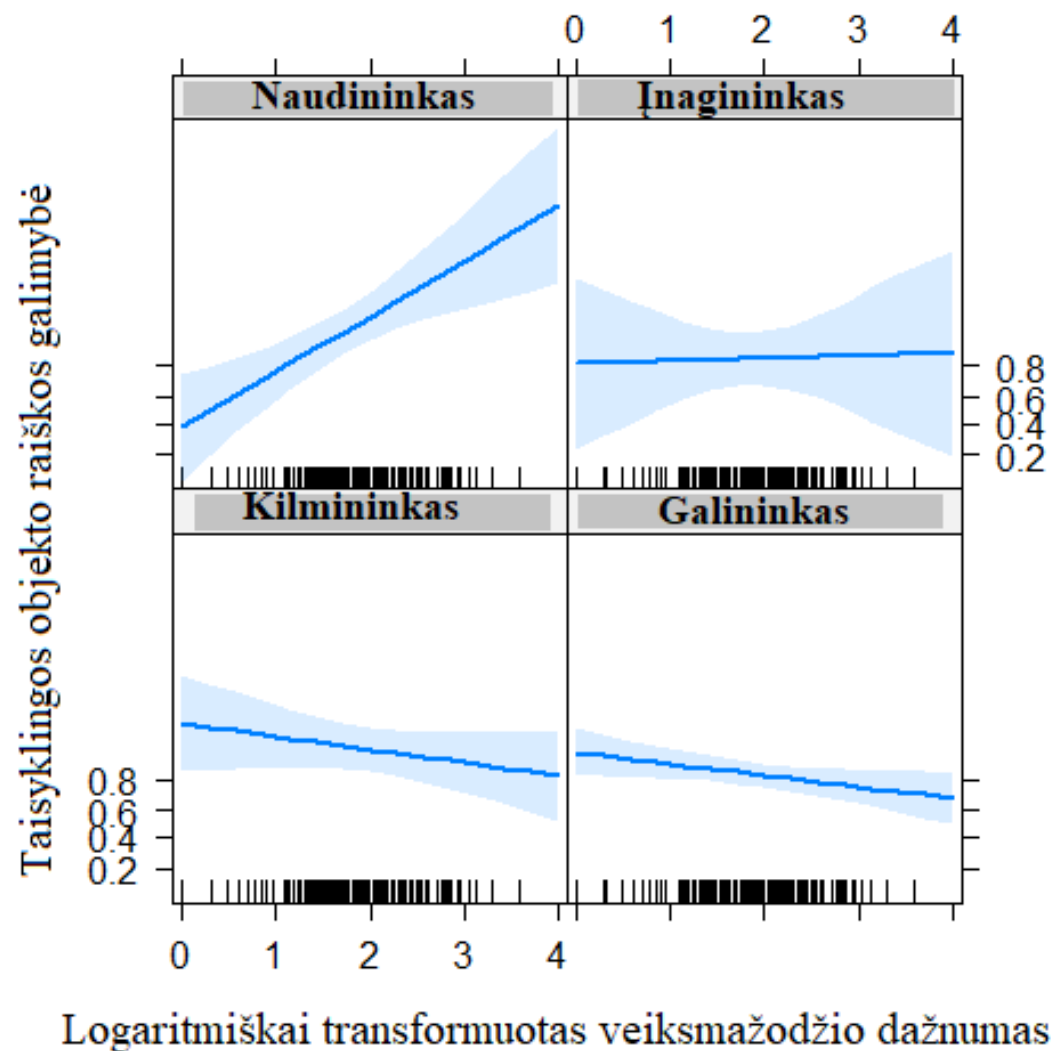 0 1 2 3 4
Naudininkas Įnagininkas
0.8
0.6
0.4
0.2
Kilmininkas Galininkas
0.8
0.6
0.4
0.2
0 1 2 3 4
Taisyklingos objekto raiškos galimybė
Logaritmiškai transformuotas veiksmažodžio dažnumas